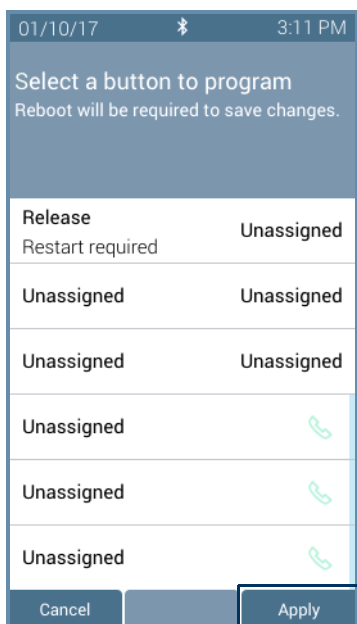 01/10/17 3:11 PM
Select a button to program
Reboot will be required to save changes.
Release Unassigned
Restart required
Unassigned Unassigned
Unassigned Unassigned
Unassigned
Unassigned
Unassigned
Cancel Apply